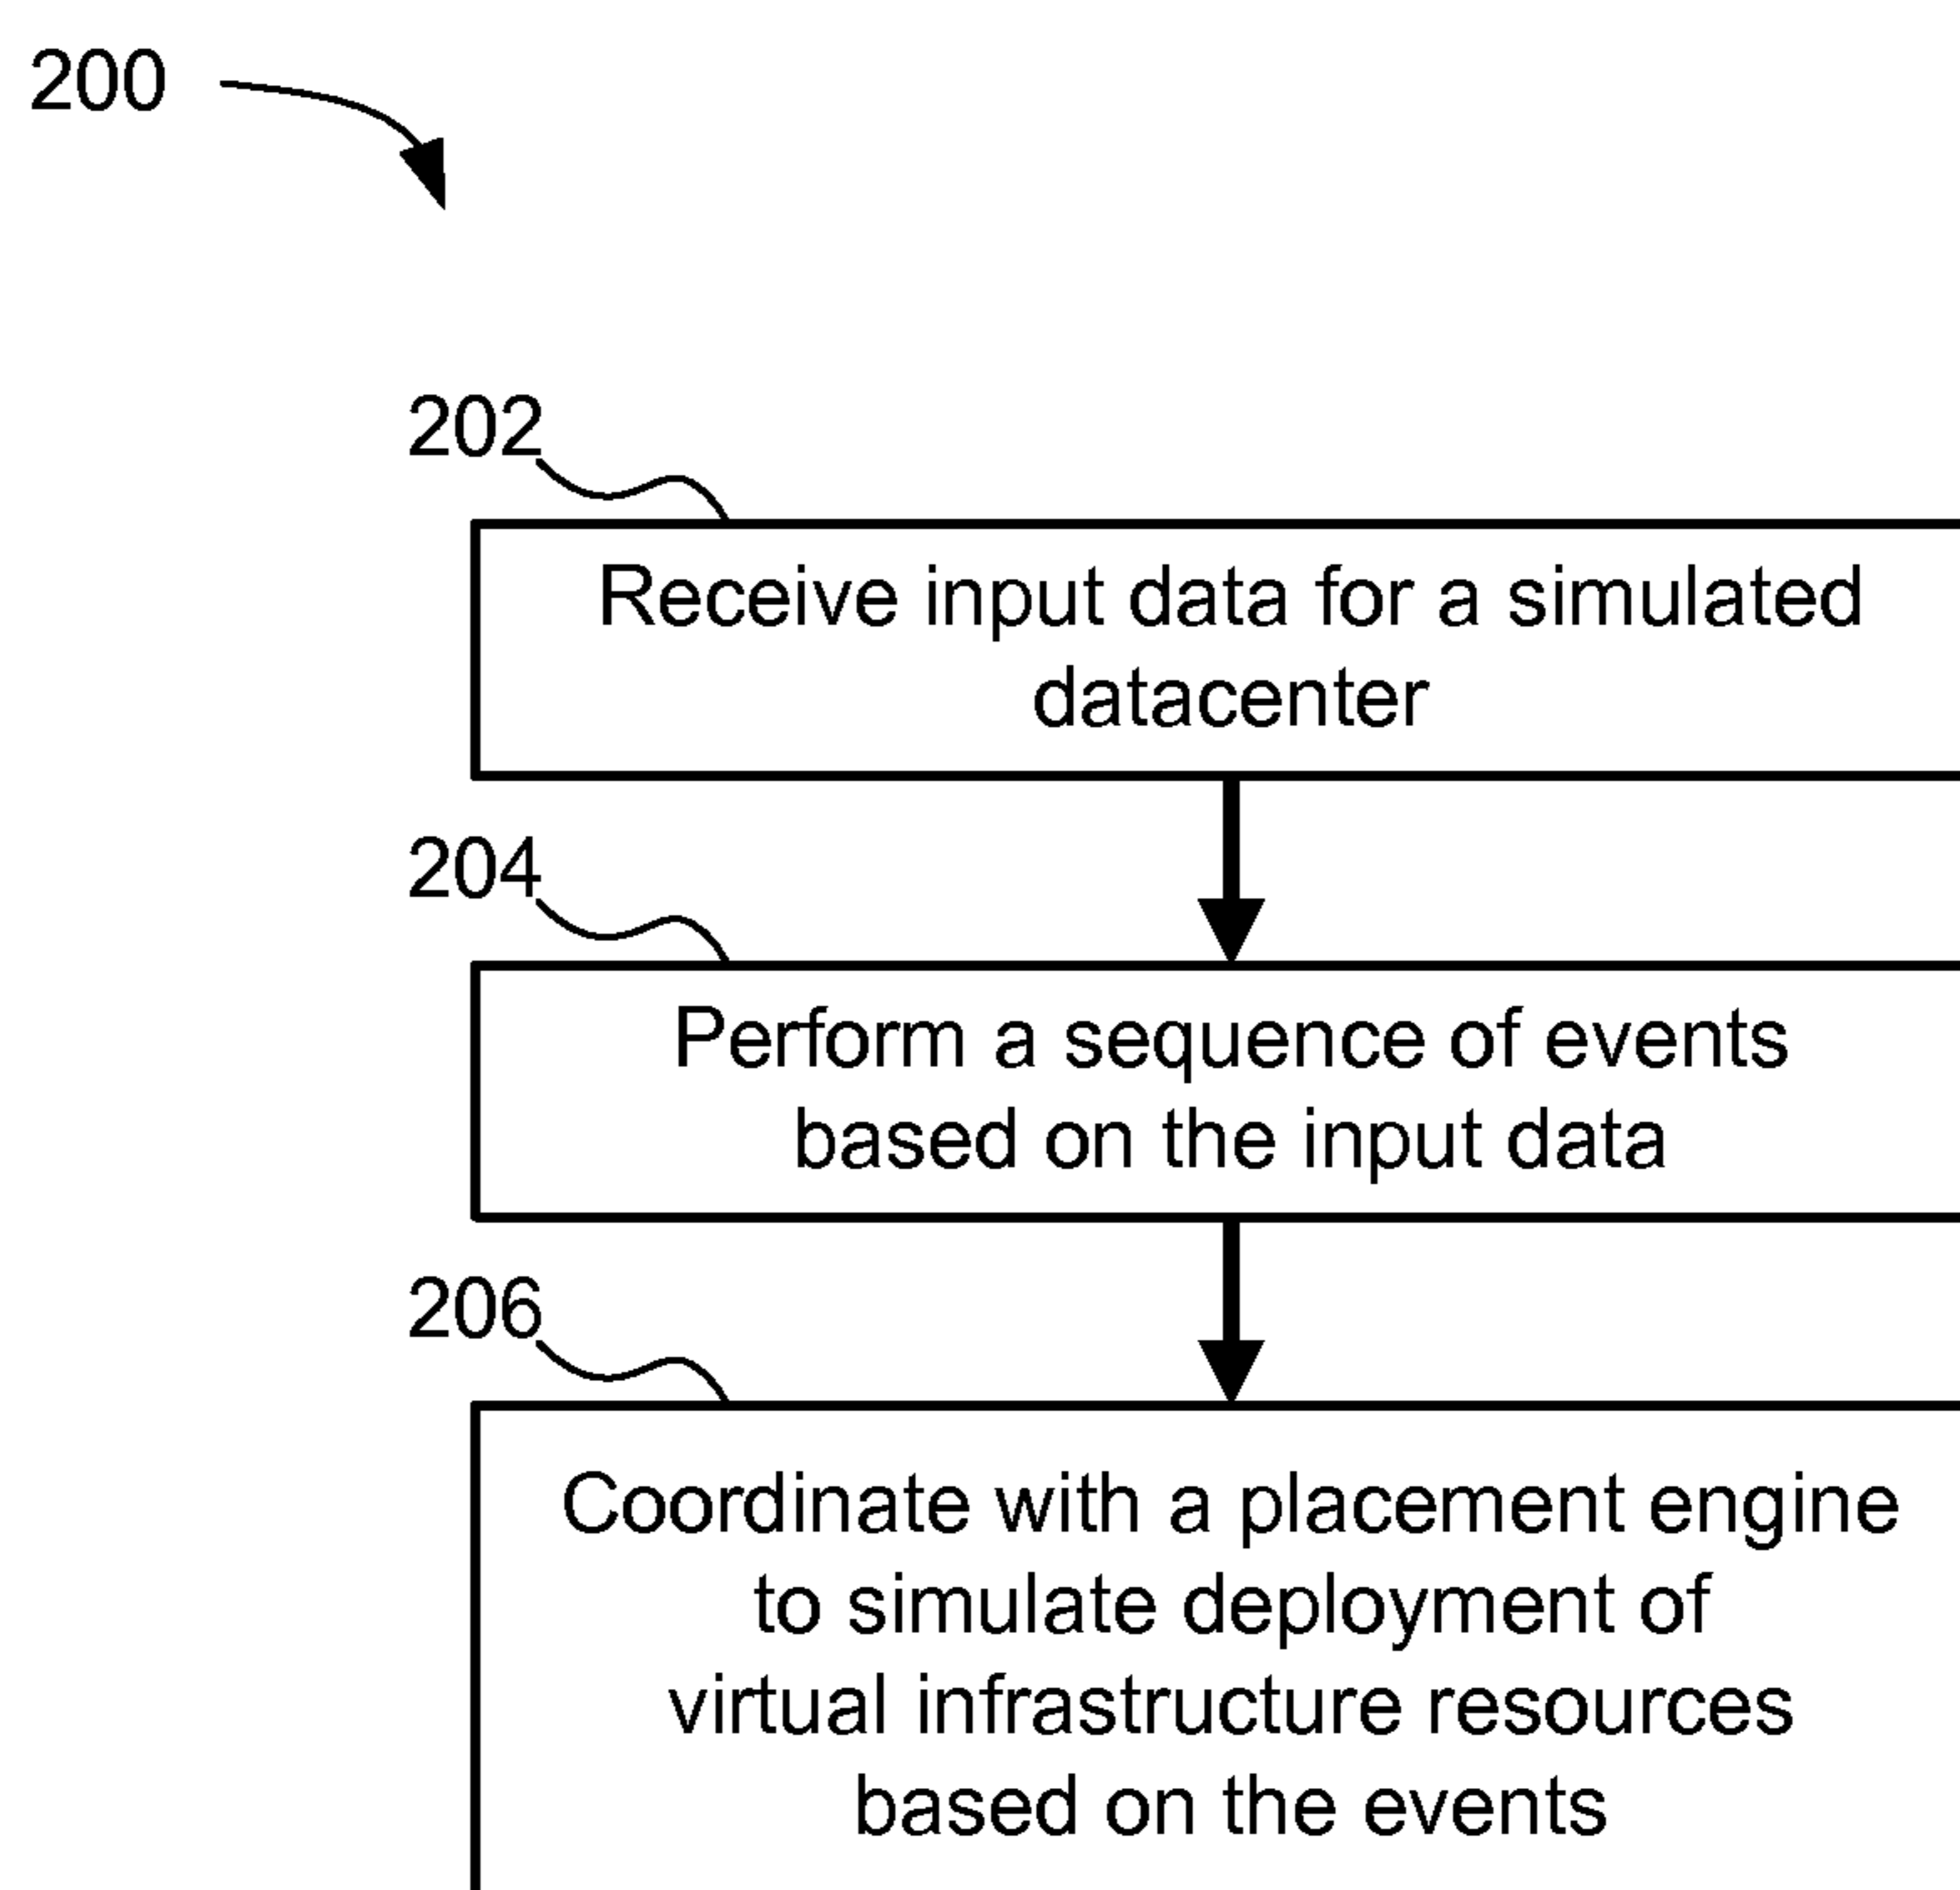 200
202
Receive input data for a simulated
datacenter
204
Perform a sequence of events
based on the input data
206
Coordinate with a placement engine
to simulate deployment of
virtual infrastructure resources
based on the events